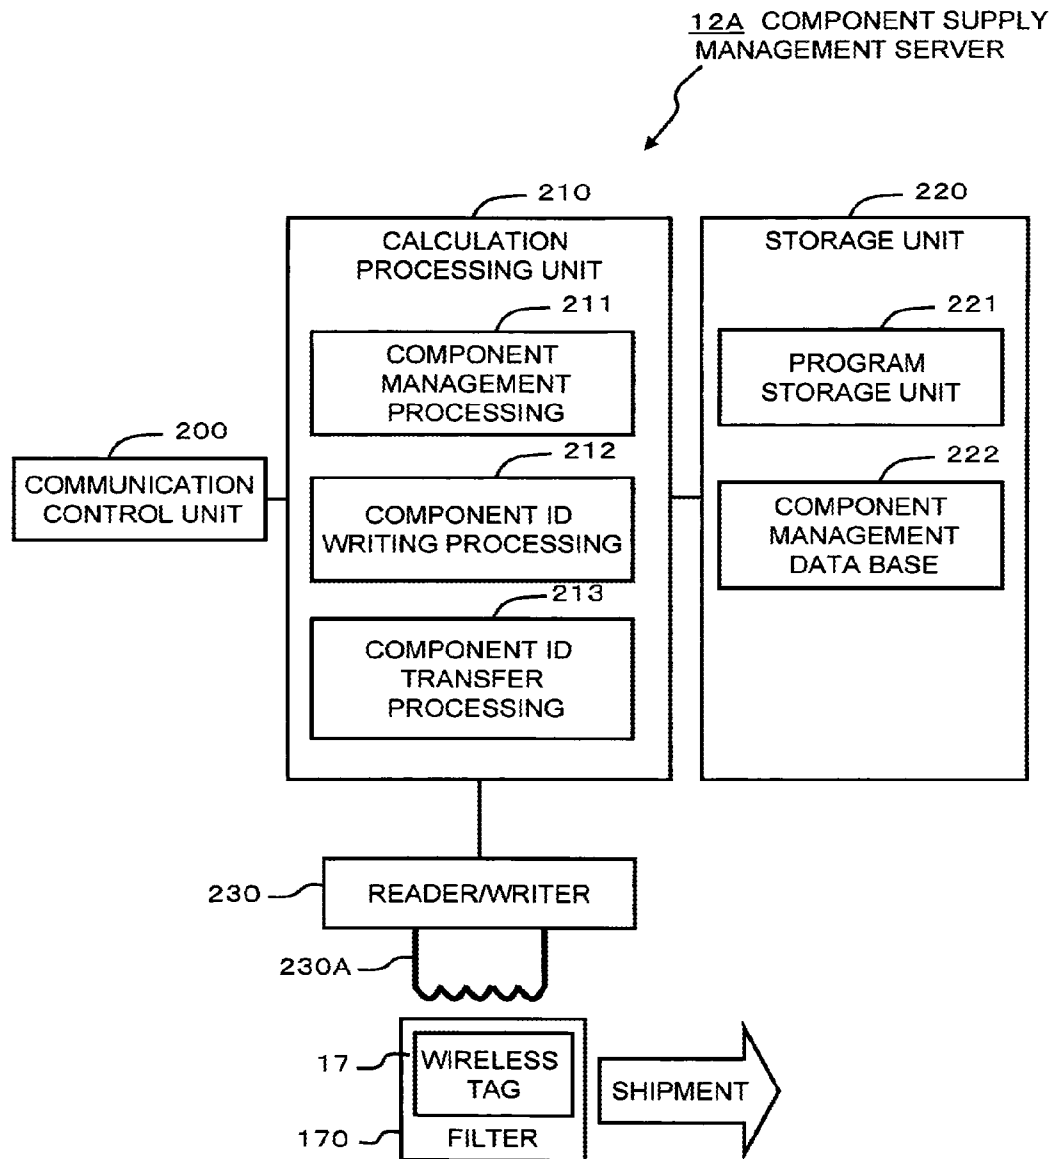 12A COMPONENT SUPPLY
MANAGEMENT SERVER
210
220
CALCULATION
PROCESSING UNIT
STORAGE UNIT
211
COMPONENT
MANAGEMENT
PROCESSING
221
PROGRAM
STORAGE UNIT
200
COMMUNICATION
CONTROL UNIT
212
COMPONENT ID
WRITING PROCESSING
222
COMPONENT
MANAGEMENT
DATA BASE
213
COMPONENT ID
TRANSFER
PROCESSING
230
READER/WRITER
230A
17
WIRELESS
TAG
170
FILTER
SHIPMENT